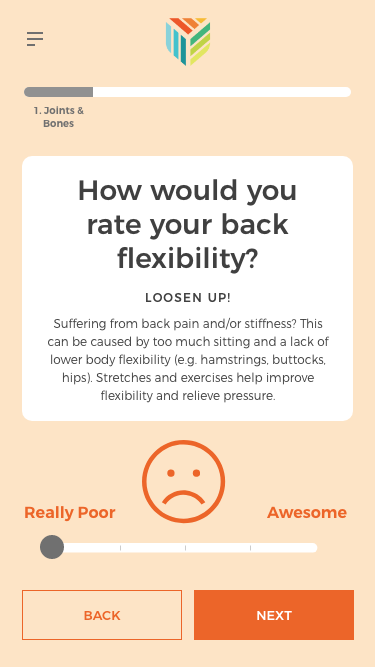 1. Joints &
Bones
How would you
rate your back
flexibility?
LOOSEN UP!
Suffering from back pain and/or stiffness? This
can be caused by too much sitting and a lack of
lower body flexibility (e.g. hamstrings, buttocks,
hips). Stretches and exercises help improve
flexibility and relieve pressure.
Really Poor
Awesome
BACK
NEXT